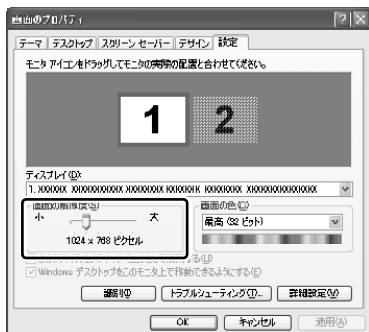 画面のプロパティ
テーマ デスクトップ スクリーン セーバー デザイン 設定
モニタ アイコンをドラッグしてモニタの実際の配置と合わせてください。
1 2
ディスプレイ(D):
画面の解像度(S)
小 大
1024 x 768 ピクセル
画面の色(C)
最高 (32 ビット)
Windows デスクトップをこのモニタ上で移動できるようにする(E)
識別(I) トラブルシューティング(T)... 詳細設定(V)
OK キャンセル 適用(A)